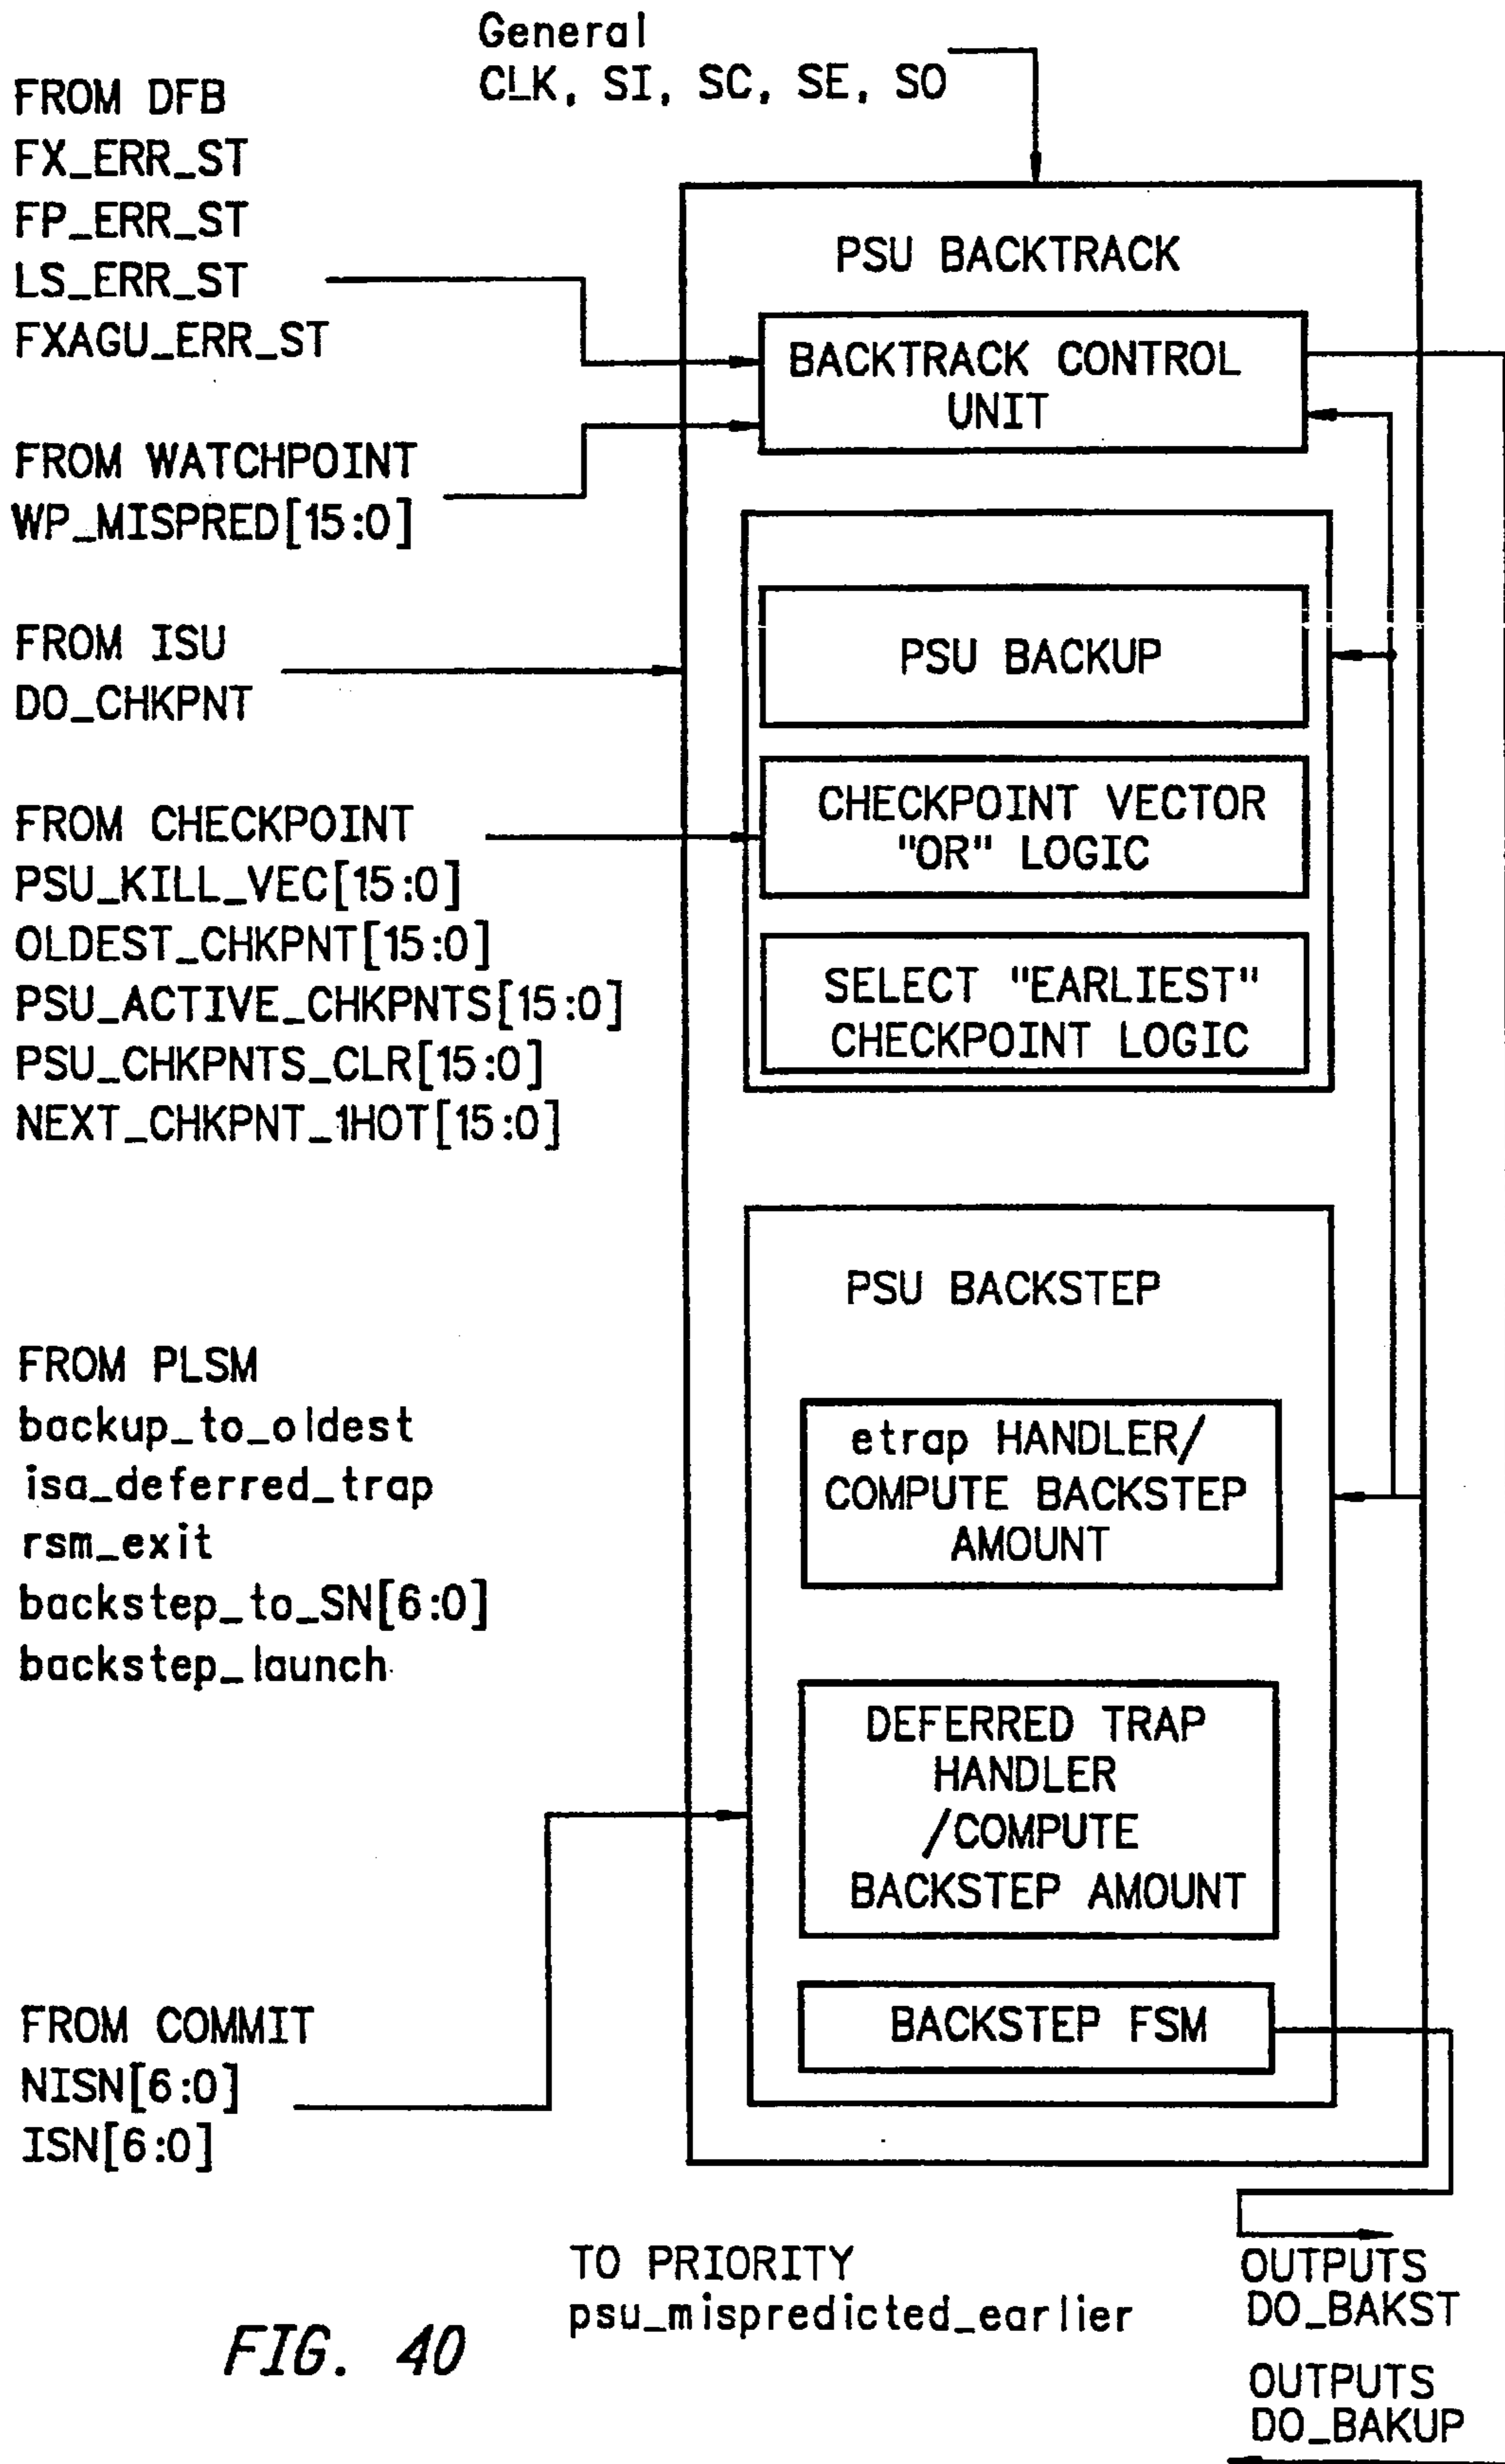 General
CLK, SI, SC, SE, SO
FROM DFB
FX_ERR_ST
FP_ERR_ST
LS_ERR_ST
FXAGU_ERR_ST
FROM WATCHPOINT
WP_MISPRED[15:0]
FROM ISU
DO_CHKPNT
FROM CHECKPOINT
PSU_KILL_VEC[15:0]
OLDEST_CHKPNT[15:0]
PSU_ACTIVE_CHKPNTS[15:0]
PSU_CHKPNTS_CLR[15:0]
NEXT_CHKPNT_1HOT[15:0]
FROM PLSM
backup_to_oldest
isa_deferred_trap
rsm_exit
backstep_to_SN[6:0]
backstep_launch
FROM COMMIT
NISN[6:0]
ISN[6:0]
PSU BACKTRACK
BACKTRACK CONTROL
UNIT
PSU BACKUP
CHECKPOINT VECTOR
"OR" LOGIC
SELECT "EARLIEST"
CHECKPOINT LOGIC
PSU BACKSTEP
etrap HANDLER/
COMPUTE BACKSTEP
AMOUNT
DEFERRED TRAP
HANDLER
/COMPUTE
BACKSTEP AMOUNT
BACKSTEP FSM
TO PRIORITY
psu_mispredicted_earlier
OUTPUTS
DO_BAKST
OUTPUTS
DO_BAKUP
FIG. 40